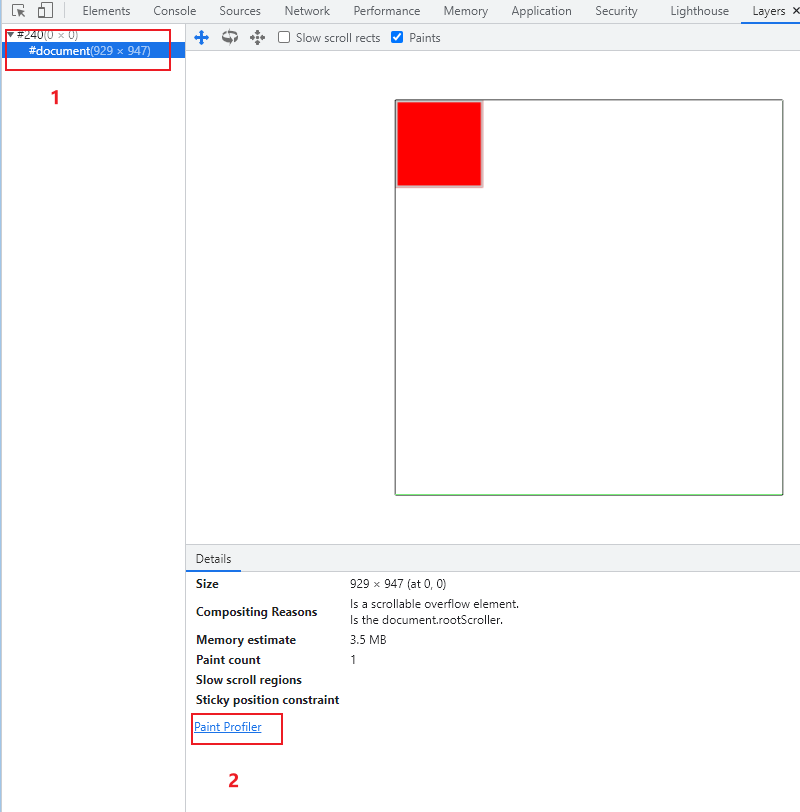 Elements Console Sources Network Performance Memory Application Security Lighthouse Layers ×
#240(0 × 0)
#document(929 × 947)
1
Slow scroll rects Paints
Details
Size 929 × 947 (at 0, 0)
Compositing Reasons Is a scrollable overflow element.
Is the document.rootScroller.
Memory estimate 3.5 MB
Paint count 1
Slow scroll regions
Sticky position constraint
Paint Profiler
2